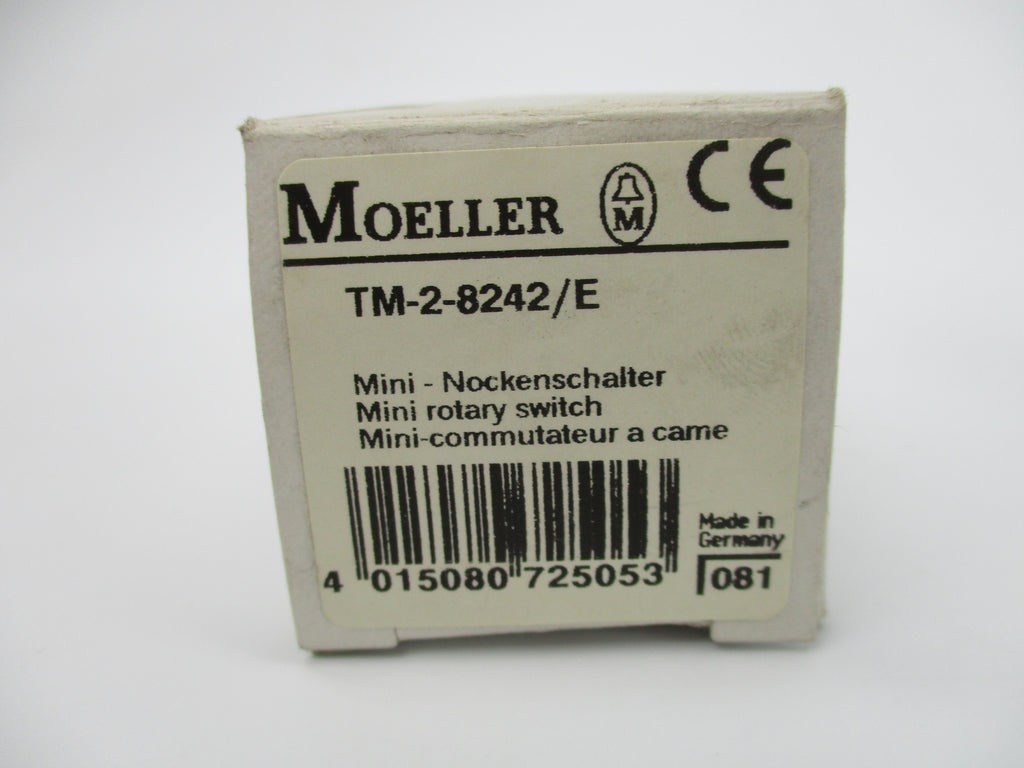 MOELLER M CE
TM-2-8242/E
Mini - Nockenschalter
Mini rotary switch
Mini-commutateur a came
Made in
Germany
4 015080 725053
081